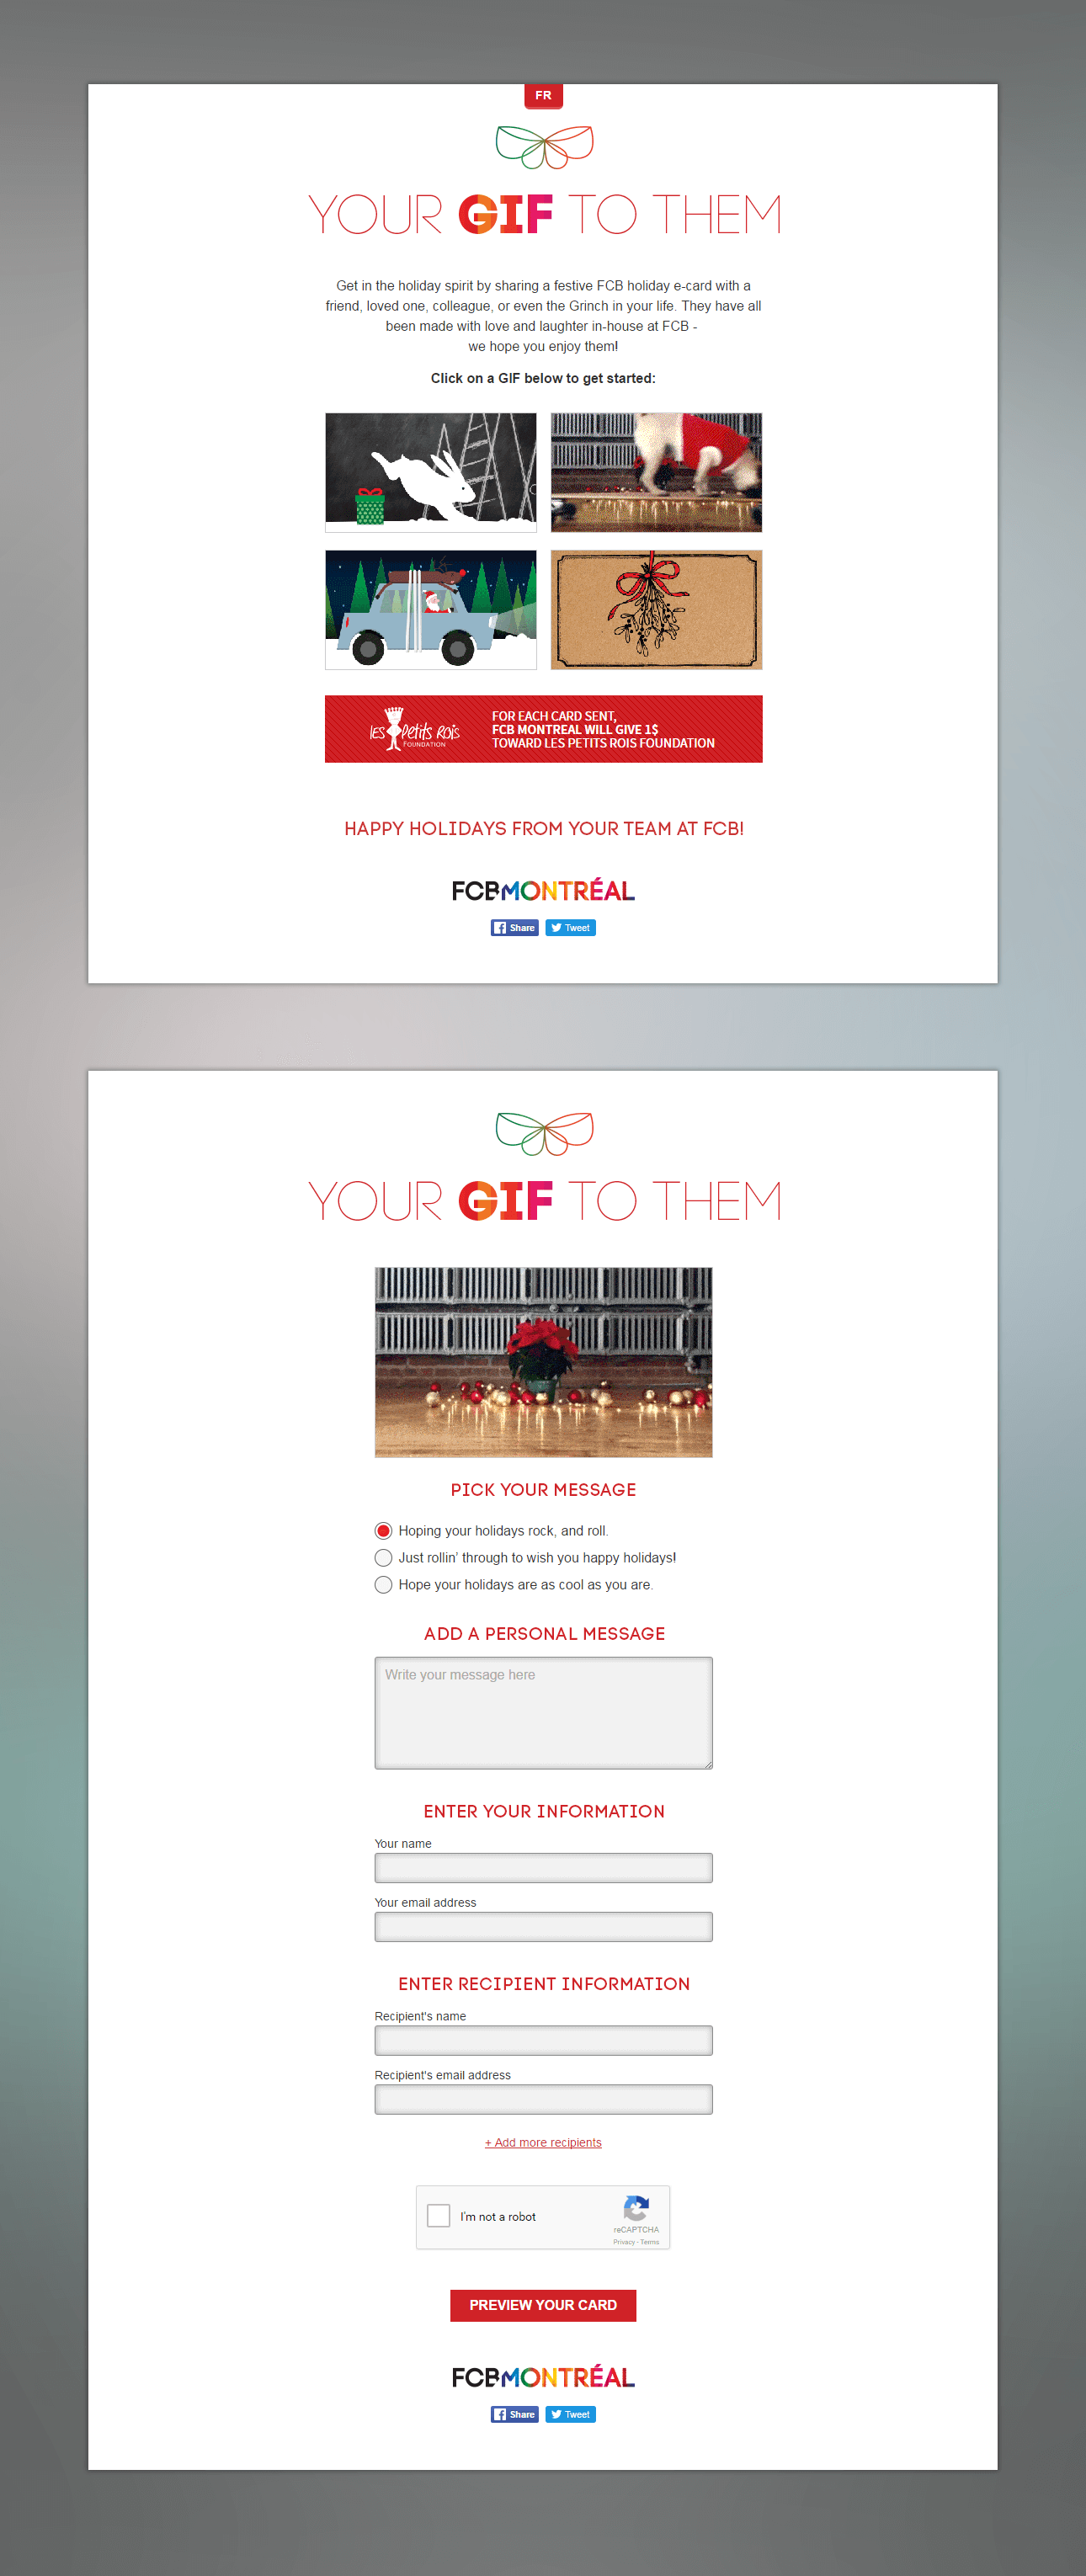 FR
YOUR GIF TO THEM
Get in the holiday spirit by sharing a festive FCB holiday e-card with a
friend, loved one, colleague, or even the Grinch in your life. They have all
been made with love and laughter in-house at FCB -
we hope you enjoy them!
Click on a GIF below to get started:
les petits rois
FOUNDATION
FOR EACH CARD SENT,
FCB MONTREAL WILL GIVE 1$
TOWARD LES PETITS ROIS FOUNDATION
HAPPY HOLIDAYS FROM YOUR TEAM AT FCB!
FCBMONTRÉAL
Share Tweet
YOUR GIF TO THEM
PICK YOUR MESSAGE
Hoping your holidays rock, and roll.
Just rollin’ through to wish you happy holidays!
Hope your holidays are as cool as you are.
ADD A PERSONAL MESSAGE
Write your message here
ENTER YOUR INFORMATION
Your name
Your email address
ENTER RECIPIENT INFORMATION
Recipient's name
Recipient's email address
+ Add more recipients
I'm not a robot
reCAPTCHA
Privacy - Terms
PREVIEW YOUR CARD
FCBMONTRÉAL
Share Tweet